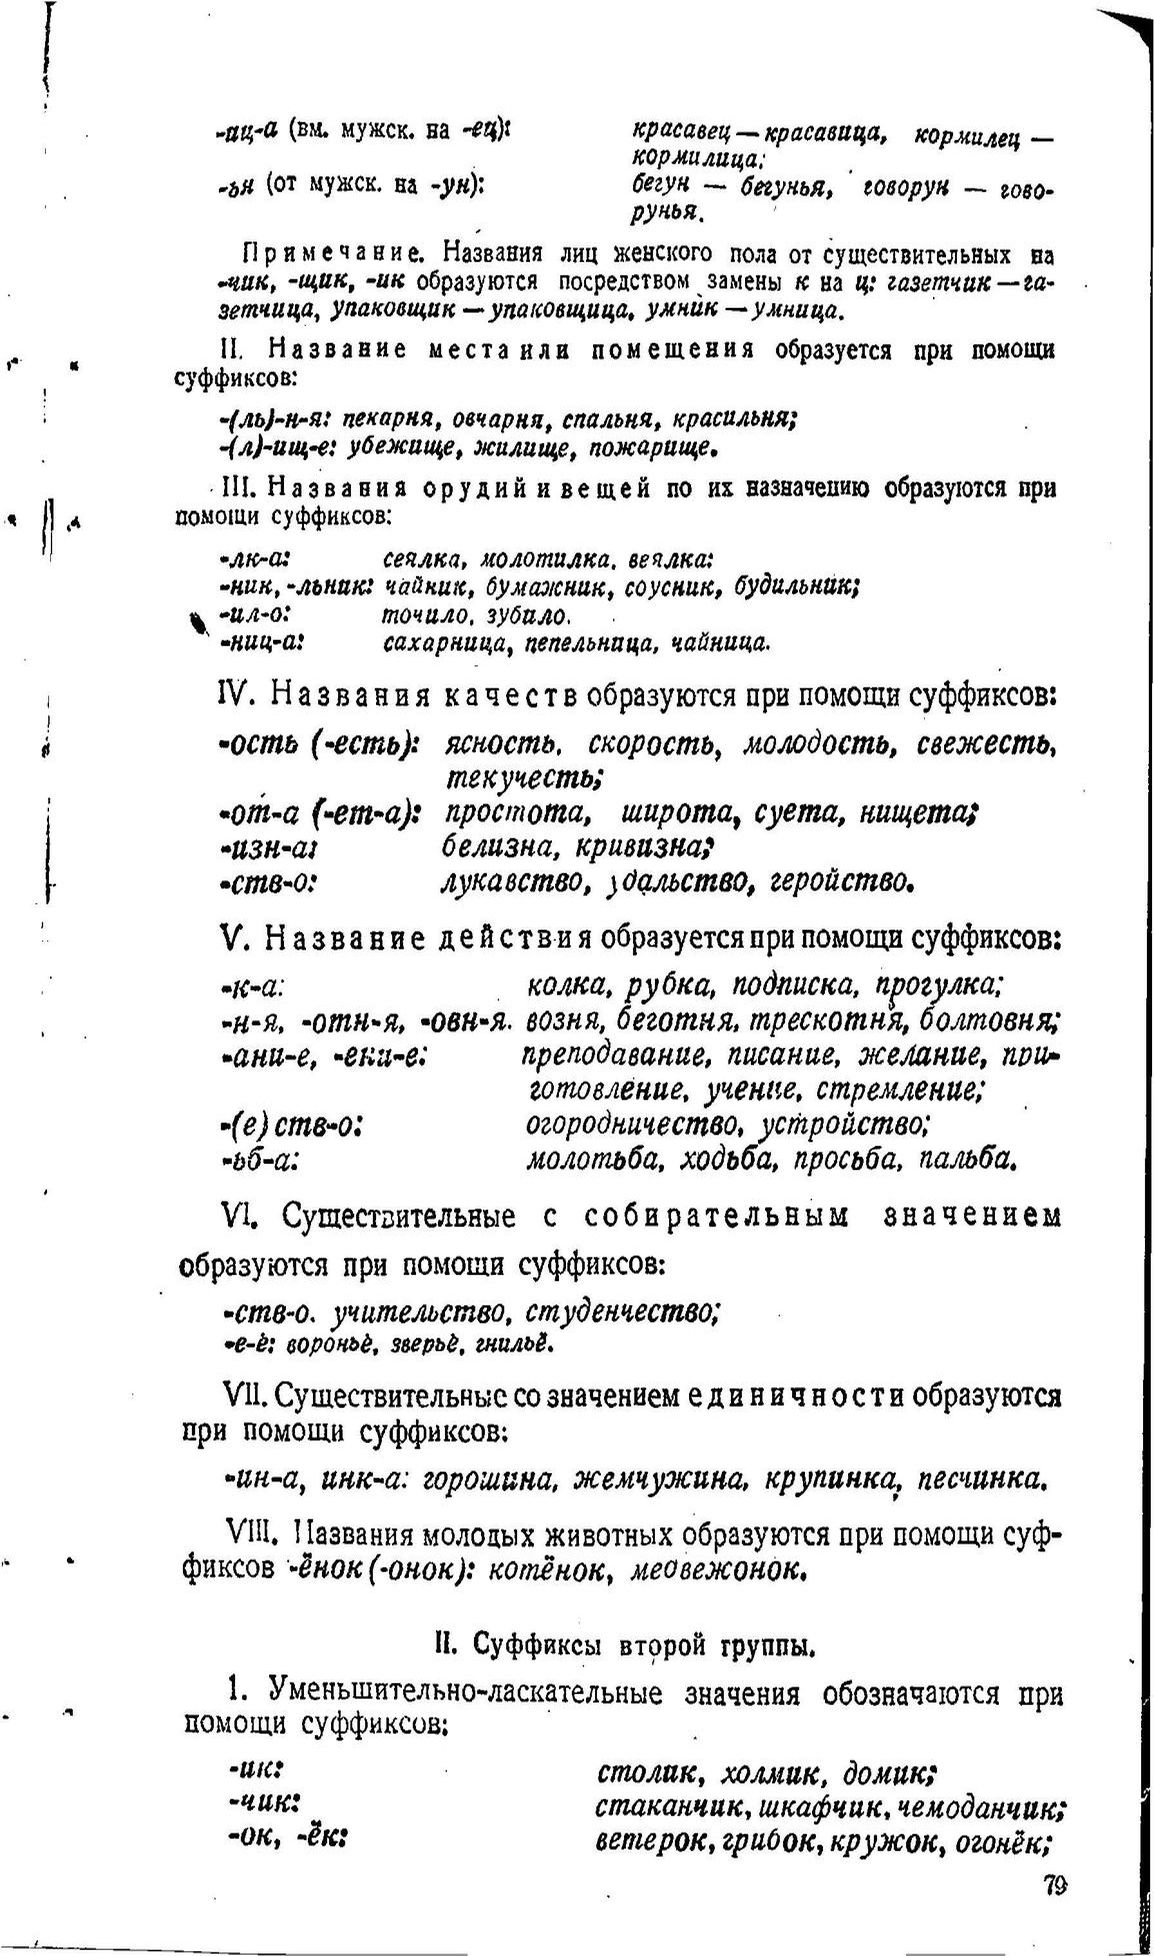 -иц-а (вм. мужск. на -ец): красавец — красавица, кормилец —
кормилица;
-ья (от мужск. на -ун): бегун — бегунья, говорун — гово-
рунья.
Примечание. Названия лиц женского пола от существительных на
-чик, -щик, -ик образуются посредством замены к на ц: газетчик — га-
зетчица, упаковщик — упаковщица, умник — умница.
II. Название места или помещения образуется при помощи
суффиксов:
-(ль)-н-я: пекарня, овчарня, спальня, красильня;
-(л)-ищ-е: убежище, жилище, пожарище.
III. Названия орудий и вещей по их назначению образуются при
помощи суффиксов:
-лк-а: сеялка, молотилка, веялка:
-ник, -льник: чайник, бумажник, соусник, будильник;
-ил-о: точило, зубило.
-ниц-а: сахарница, пепельница, чайница.
IV. Названия качеств образуются при помощи суффиксов:
-ость (-есть): ясность, скорость, молодость, свежесть,
текучесть;
-от-а (-ет-а): простота, широта, суета, нищета;
-изн-а: белизна, кривизна;
-ств-о: лукавство, удальство, геройство.
V. Название действия образуется при помощи суффиксов:
-к-а: колка, рубка, подписка, прогулка;
-н-я, -отн-я, -овн-я. возня, беготня, трескотня, болтовня;
-ани-е, -ени-е: преподавание, писание, желание, при-
готовление, учение, стремление;
-(е) ств-о: огородничество, устройство;
-ьб-а: молотьба, ходьба, просьба, пальба.
VI. Существительные с собирательным значением
образуются при помощи суффиксов:
-ств-о. учительство, студенчество;
-е-ё: вороньё, зверьё, гнильё.
VII. Существительные со значением единичности образуются
при помощи суффиксов:
-ин-а, инк-а: горошина, жемчужина, крупинка, песчинка.
VIII. Названия молодых животных образуются при помощи суф-
фиксов -ёнок (-онок): котёнок, медвежонок.
II. Суффиксы второй группы.
1. Уменьшительно-ласкательные значения обозначаются при
помощи суффиксов:
-ик: столик, холмик, домик;
-чик: стаканчик, шкафчик, чемоданчик;
-ок, -ёк: ветерок, грибок, кружок, огонёк;
79